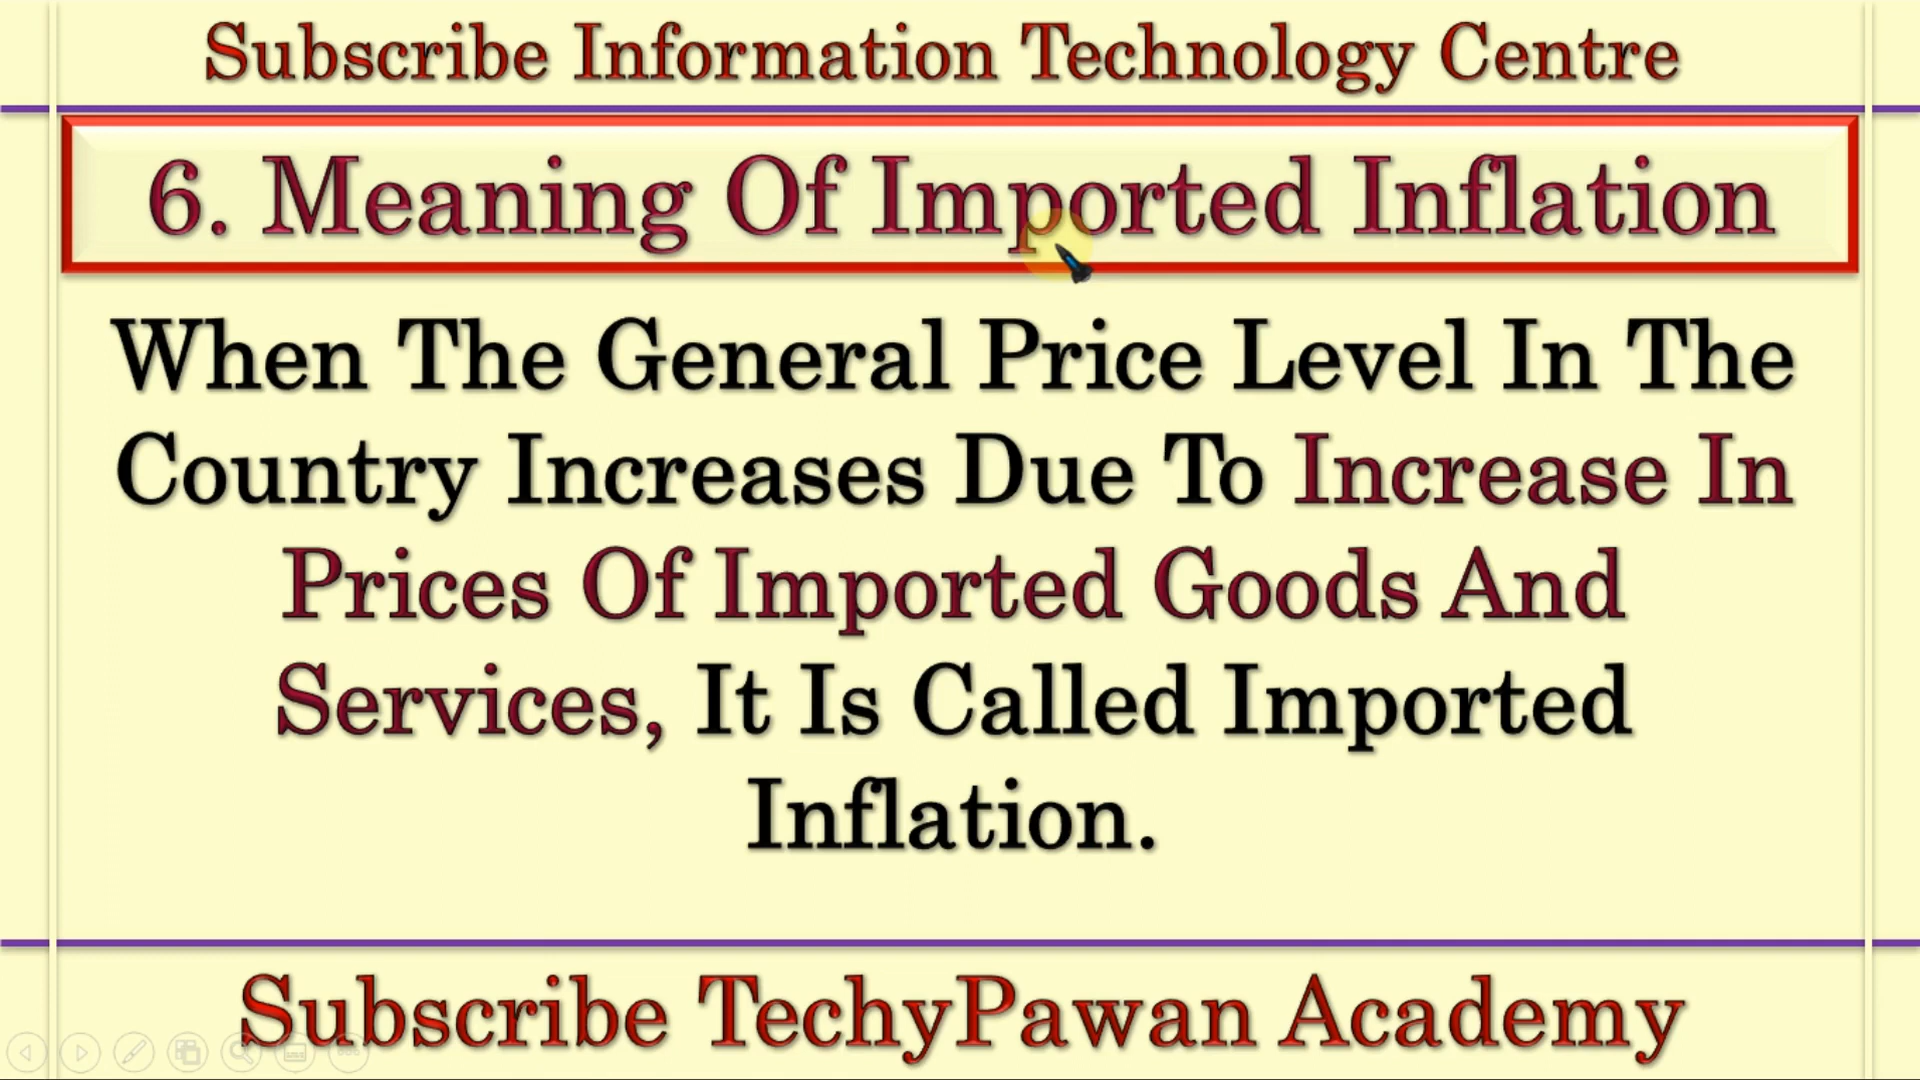 Subscribe Information Technology Centre
6. Meaning Of Imported Inflation
When The General Price Level In The
Country Increases Due To Increase In
Prices Of Imported Goods And
Services, It Is Called Imported
Inflation.
Subscribe TechyPawan Academy